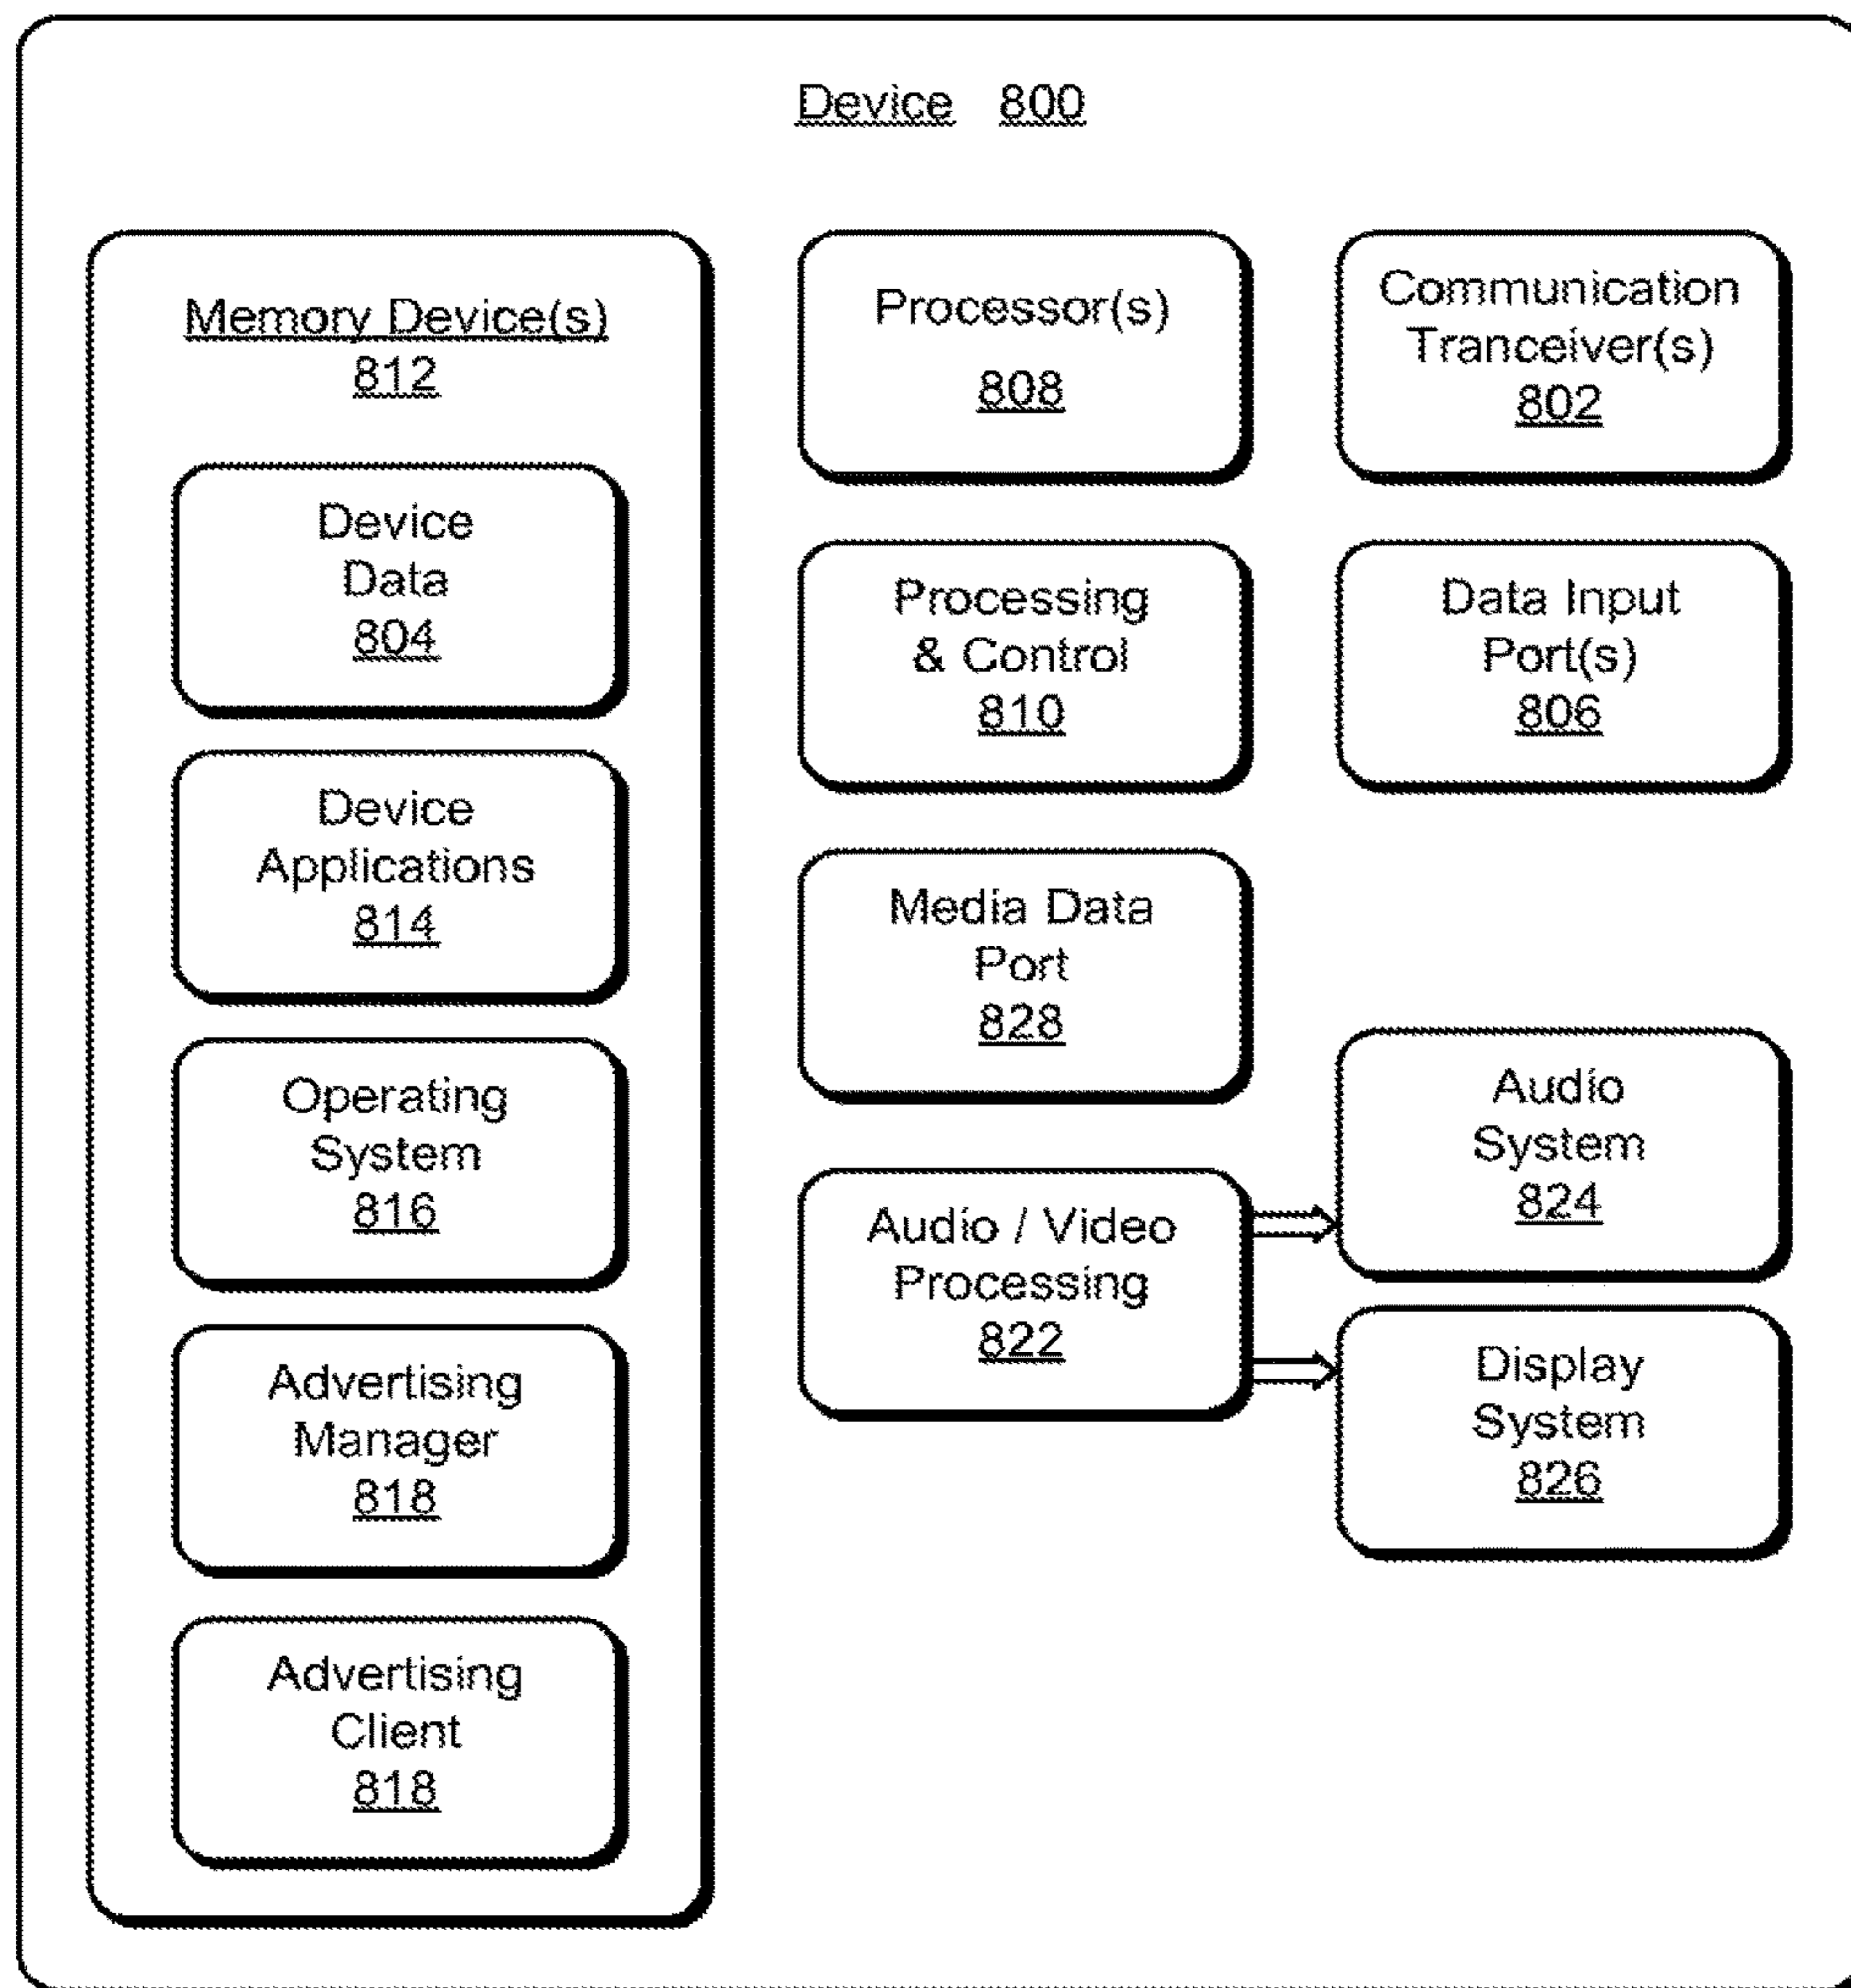 Device 800
Memory Device(s)
812
Device
Data
804
Device
Applications
814
Operating
System
816
Advertising
Manager
818
Advertising
Client
818
Processor(s)
808
Processing
& Control
810
Media Data
Port
828
Audio / Video
Processing
822
Communication
Tranceiver(s)
802
Data Input
Port(s)
806
Audio
System
824
Display
System
826